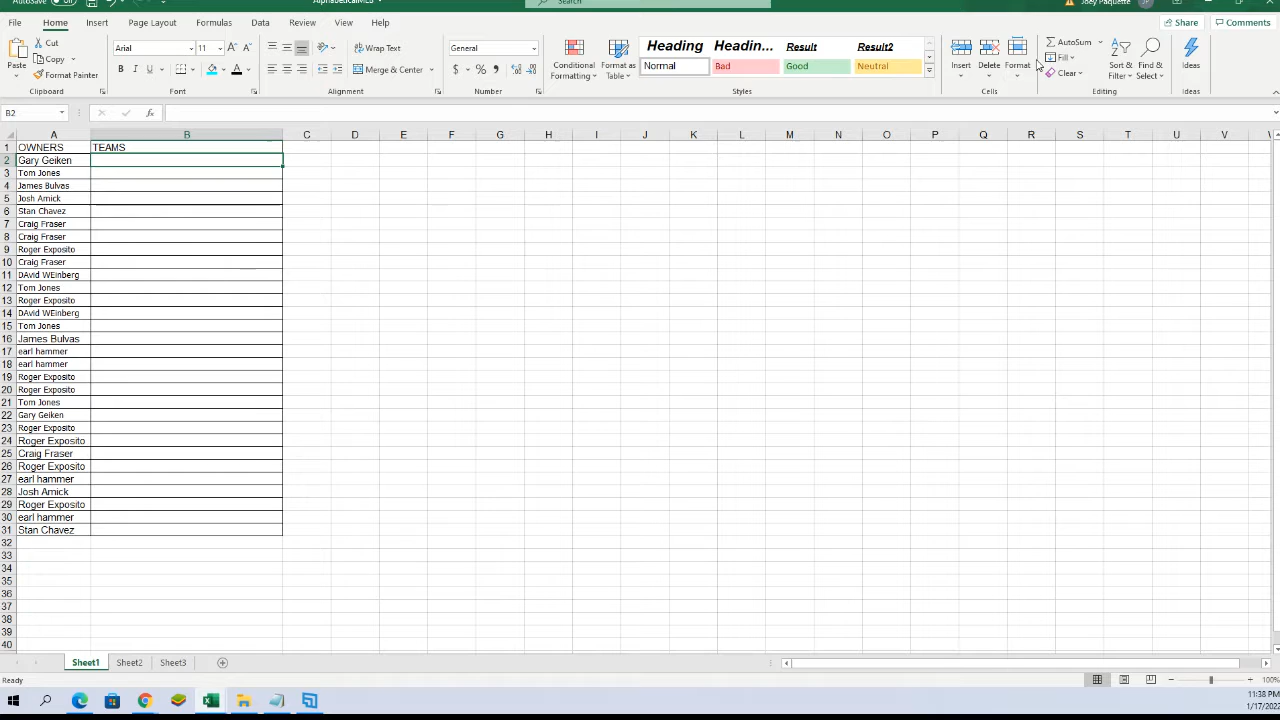 AutoSave Off AlphabeticalMLB Search Joey Paquette JP
File Home Insert Page Layout Formulas Data Review View Help Share Comments
Paste Cut Copy Format Painter Clipboard
Arial 11 A A B I U A Font
Wrap Text Merge & Center Alignment
General $ % , Number
Conditional Formatting Format as Table
Heading Headin... Result Result2
Normal Bad Good Neutral
Styles
Insert Delete Format Cells
AutoSum Fill Clear Sort & Filter Find & Select Editing
Ideas Ideas
B2 fx
A B C D E F G H I J K L M N O P Q R S T U V
1 OWNERS TEAMS
2 Gary Geiken
3 Tom Jones
4 James Bulvas
5 Josh Amick
6 Stan Chavez
7 Craig Fraser
8 Craig Fraser
9 Roger Exposito
10 Craig Fraser
11 DAvid WEinberg
12 Tom Jones
13 Roger Exposito
14 DAvid WEinberg
15 Tom Jones
16 James Bulvas
17 earl hammer
18 earl hammer
19 Roger Exposito
20 Roger Exposito
21 Tom Jones
22 Gary Geiken
23 Roger Exposito
24 Roger Exposito
25 Craig Fraser
26 Roger Exposito
27 earl hammer
28 Josh Amick
29 Roger Exposito
30 earl hammer
31 Stan Chavez
32
33
34
35
36
37
38
39
40
Sheet1 Sheet2 Sheet3
Ready 100%
11:38 PM
1/17/2022